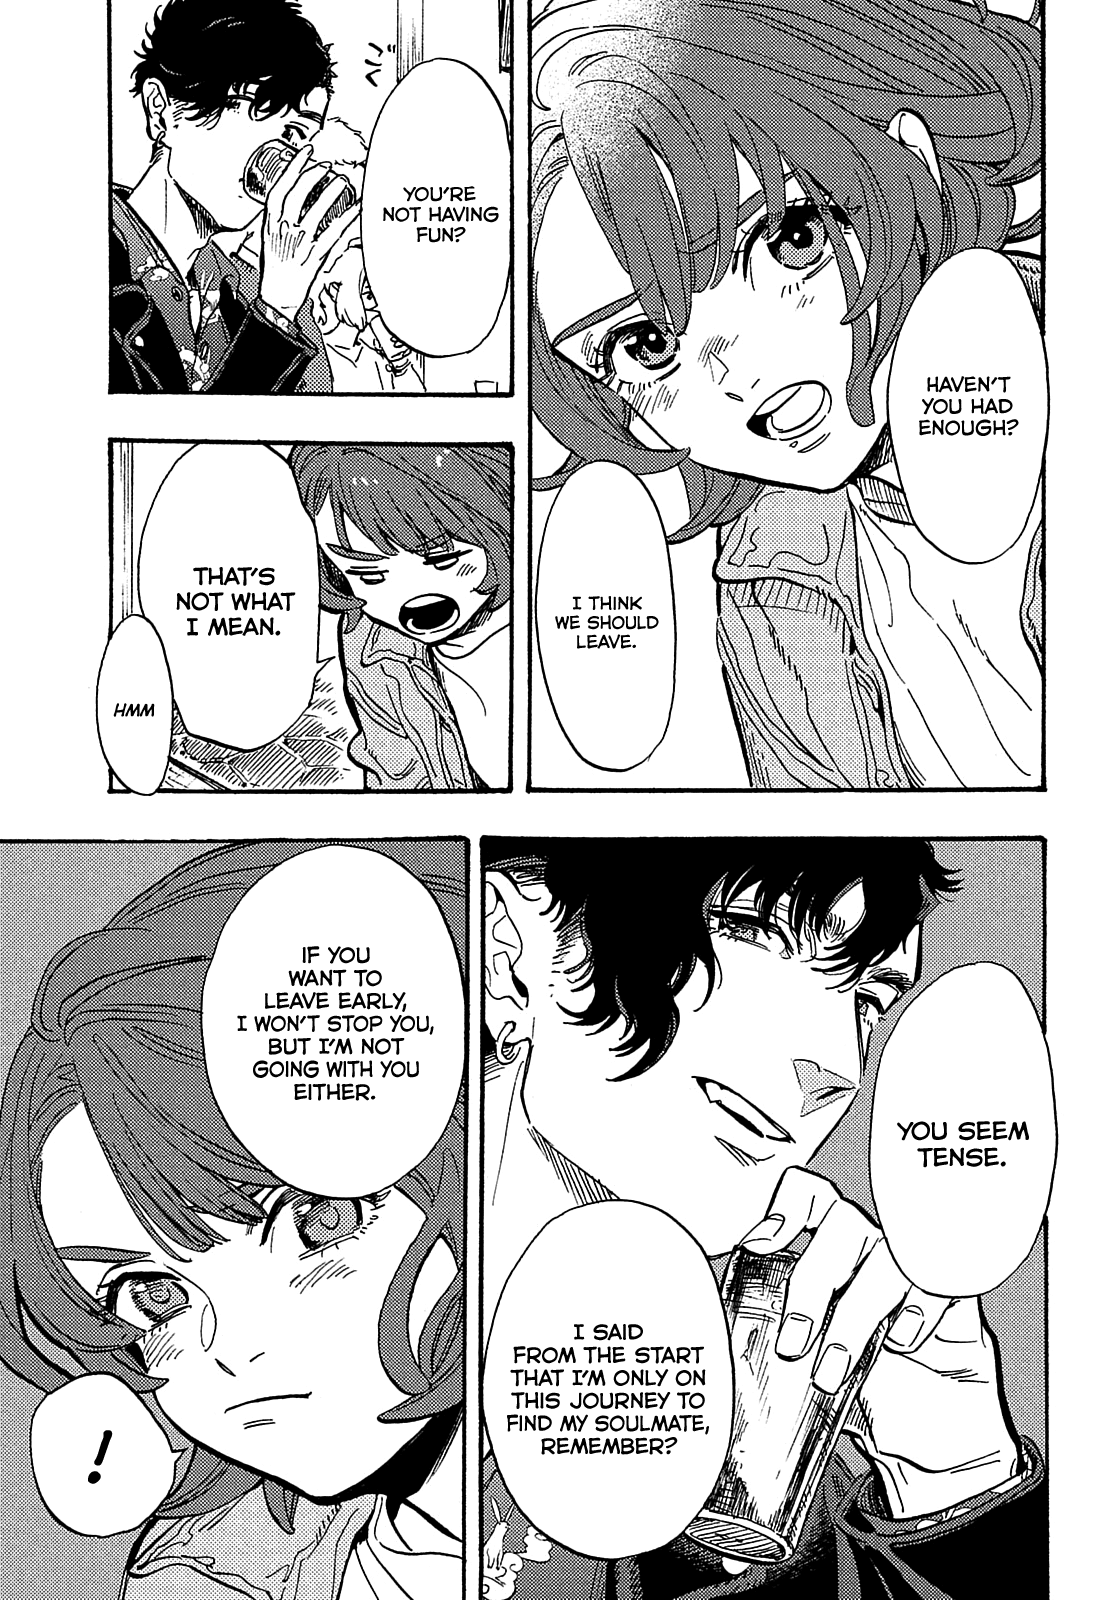 HAVEN'T
YOU HAD
ENOUGH?
I THINK
WE SHOULD
LEAVE.
YOU'RE
NOT HAVING
FUN?
THAT'S
NOT WHAT
I MEAN.
HMM
YOU SEEM
TENSE.
I SAID
FROM THE START
THAT I'M ONLY ON
THIS JOURNEY TO
FIND MY SOULMATE,
REMEMBER?
IF YOU
WANT TO
LEAVE EARLY,
I WON'T STOP YOU,
BUT I'M NOT
GOING WITH YOU
EITHER.
!